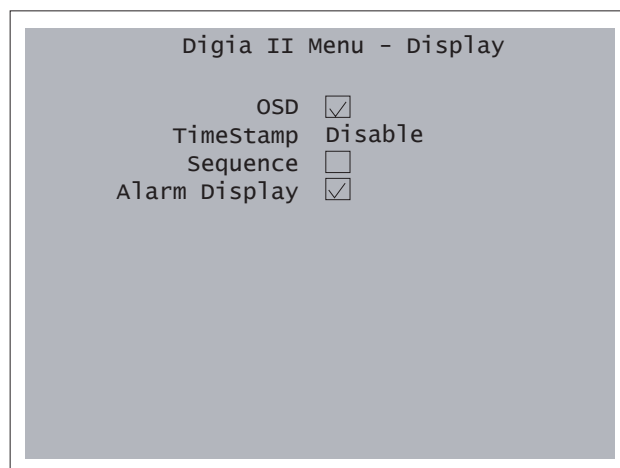 Digia II Menu - Display
OSD
TimeStamp Disable
Sequence
Alarm Display